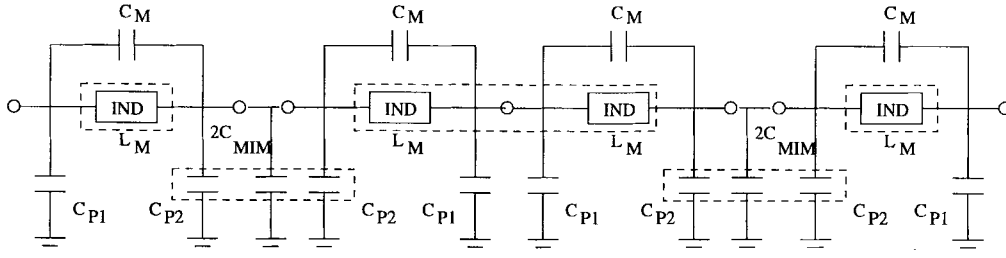 C_M C_M C_M C_M
IND IND IND IND
L_M 2C_MIM L_M L_M 2C_MIM L_M
C_P1 C_P2 C_P2 C_P1 C_P1 C_P2 C_P2 C_P1